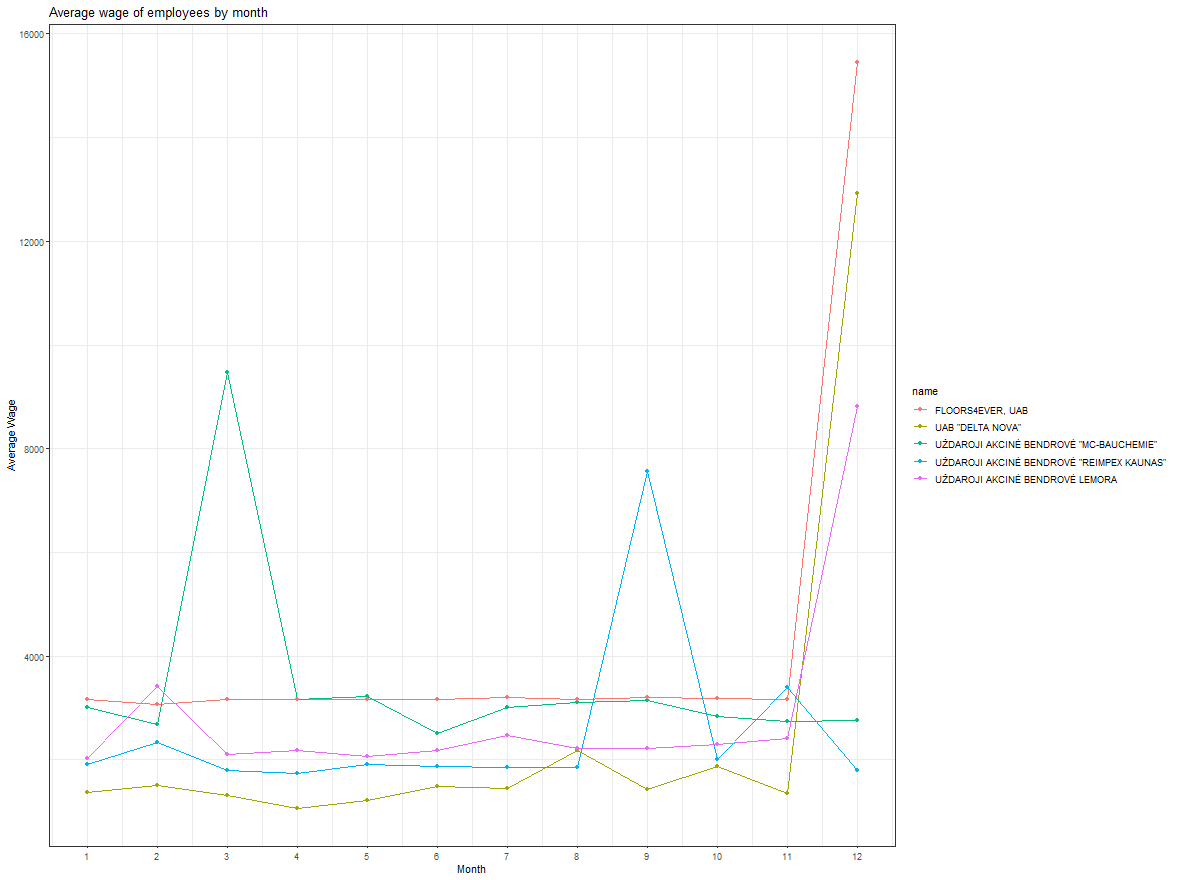 Average wage of employees by month
16000
12000
8000
4000
Average Wage
1 2 3 4 5 6 7 8 9 10 11 12
Month
name
FLOORS4EVER, UAB
UAB "DELTA NOVA"
UŽDAROJI AKCINĖ BENDROVĖ "MC-BAUCHEMIE"
UŽDAROJI AKCINĖ BENDROVĖ "REIMPEX KAUNAS"
UŽDAROJI AKCINĖ BENDROVĖ LEMORA